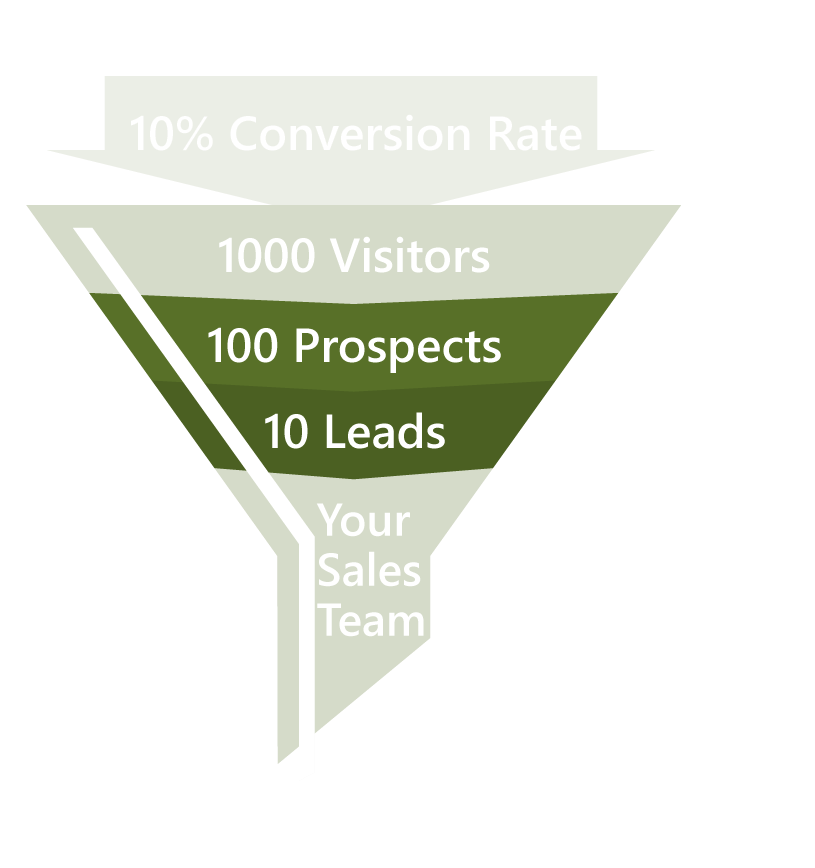 10% Conversion Rate
1000 Visitors
100 Prospects
10 Leads
Your
Sales
Team